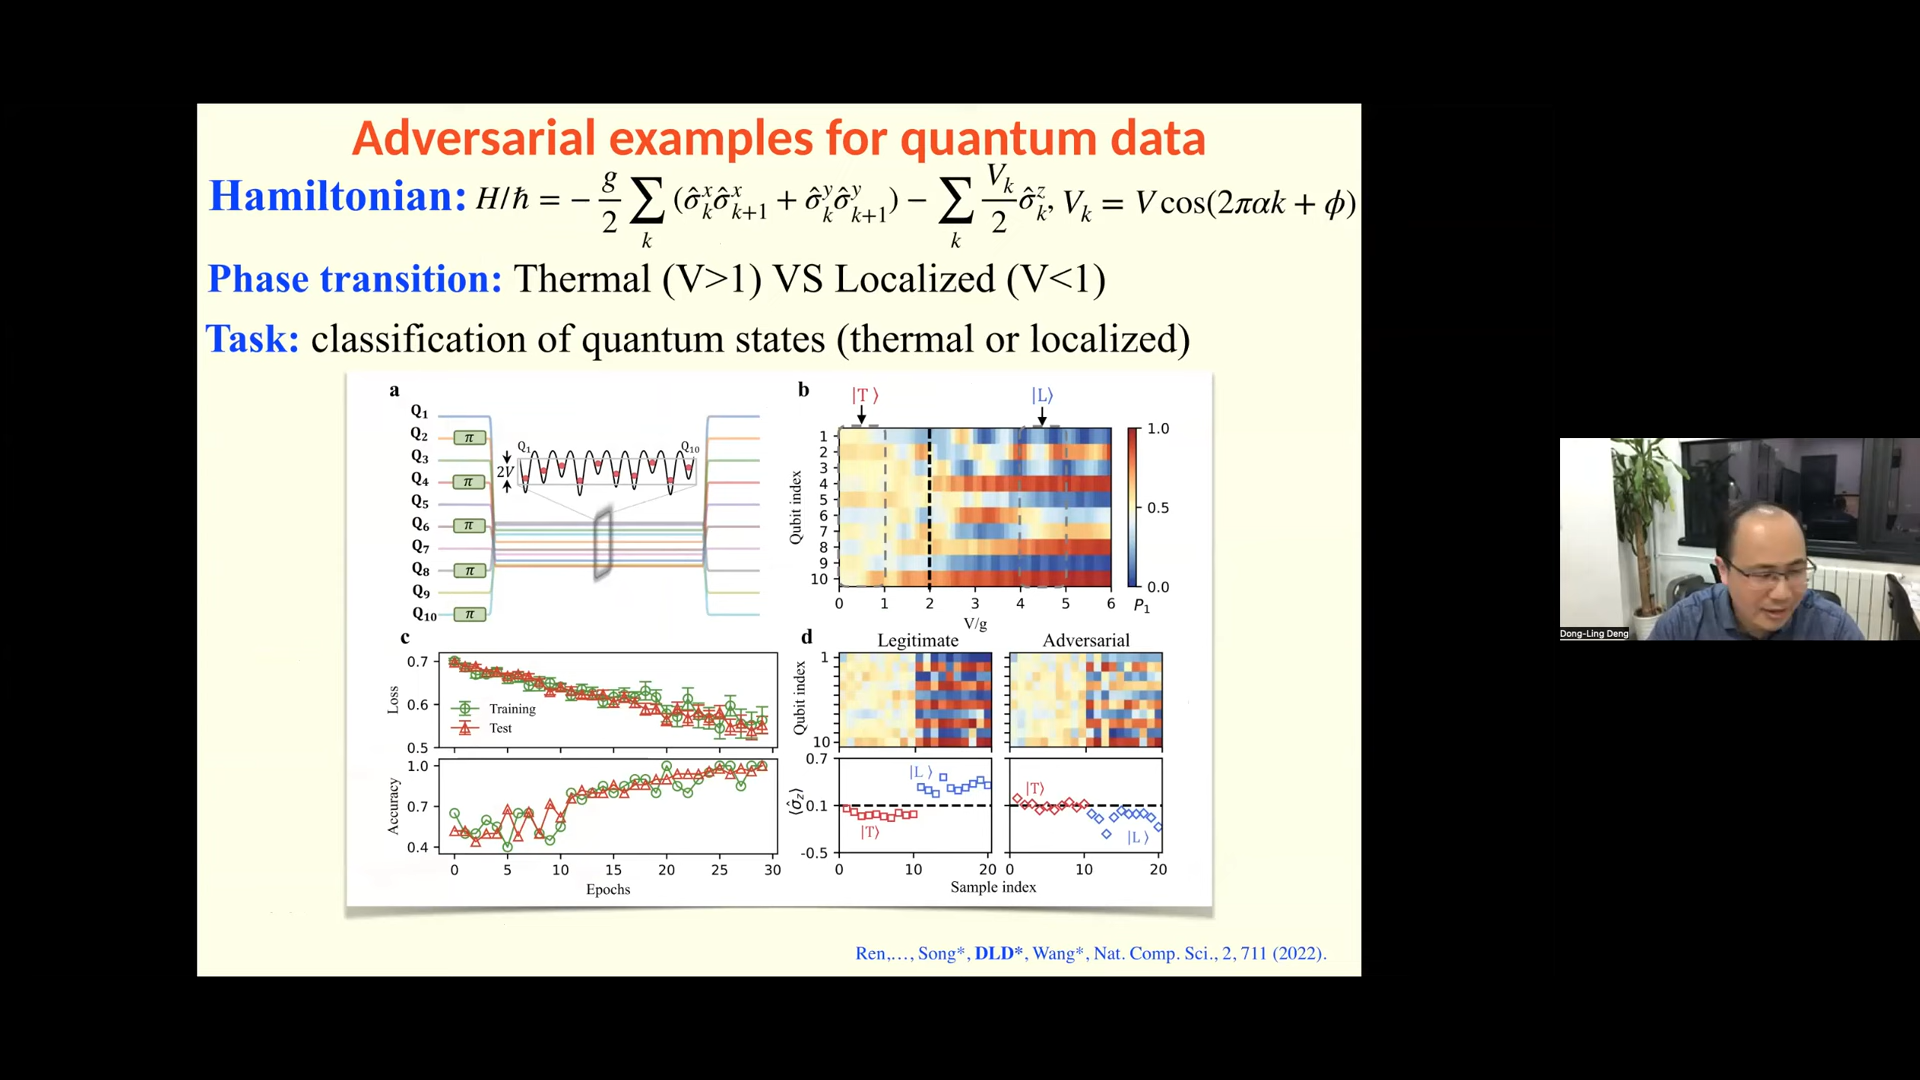 Adversarial examples for quantum data
Hamiltonian: H/ℏ = − g/2 ∑_k (σ̂^x_k σ̂^x_{k+1} + σ̂^y_k σ̂^y_{k+1}) − ∑_k V_k/2 σ̂^z_k, V_k = V cos(2παk + ϕ)
Phase transition: Thermal (V>1) VS Localized (V<1)
Task: classification of quantum states (thermal or localized)
a
Q1
Q2 π
Q3
Q4 π
Q5
Q6 π
Q7
Q8 π
Q9
Q10 π
Q1 Q10
2V
b
|T⟩ |L⟩
Qubit index
1
2
3
4
5
6
7
8
9
10
0 1 2 3 4 5 6
V/g
1.0
0.5
0.0
P1
c
Loss
0.7
0.6
0.5
Training
Test
Accuracy
1.0
0.7
0.4
0 5 10 15 20 25 30
Epochs
d
Legitimate Adversarial
Qubit index
1
10
⟨σ̂z⟩
0.7
0.1
-0.5
|L⟩ |T⟩
|T⟩ |L⟩
0 10 20 0 10 20
Sample index
Ren,…, Song*, DLD*, Wang*, Nat. Comp. Sci., 2, 711 (2022).
Dong-Ling Deng